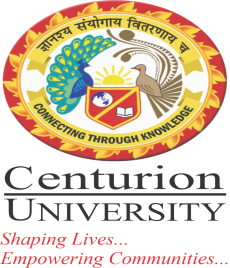 ज्ञानस्य संयोगाय वितरणाय च
CONNECTING THROUGH KNOWLEDGE
Centurion
UNIVERSITY
Shaping Lives...
Empowering Communities...